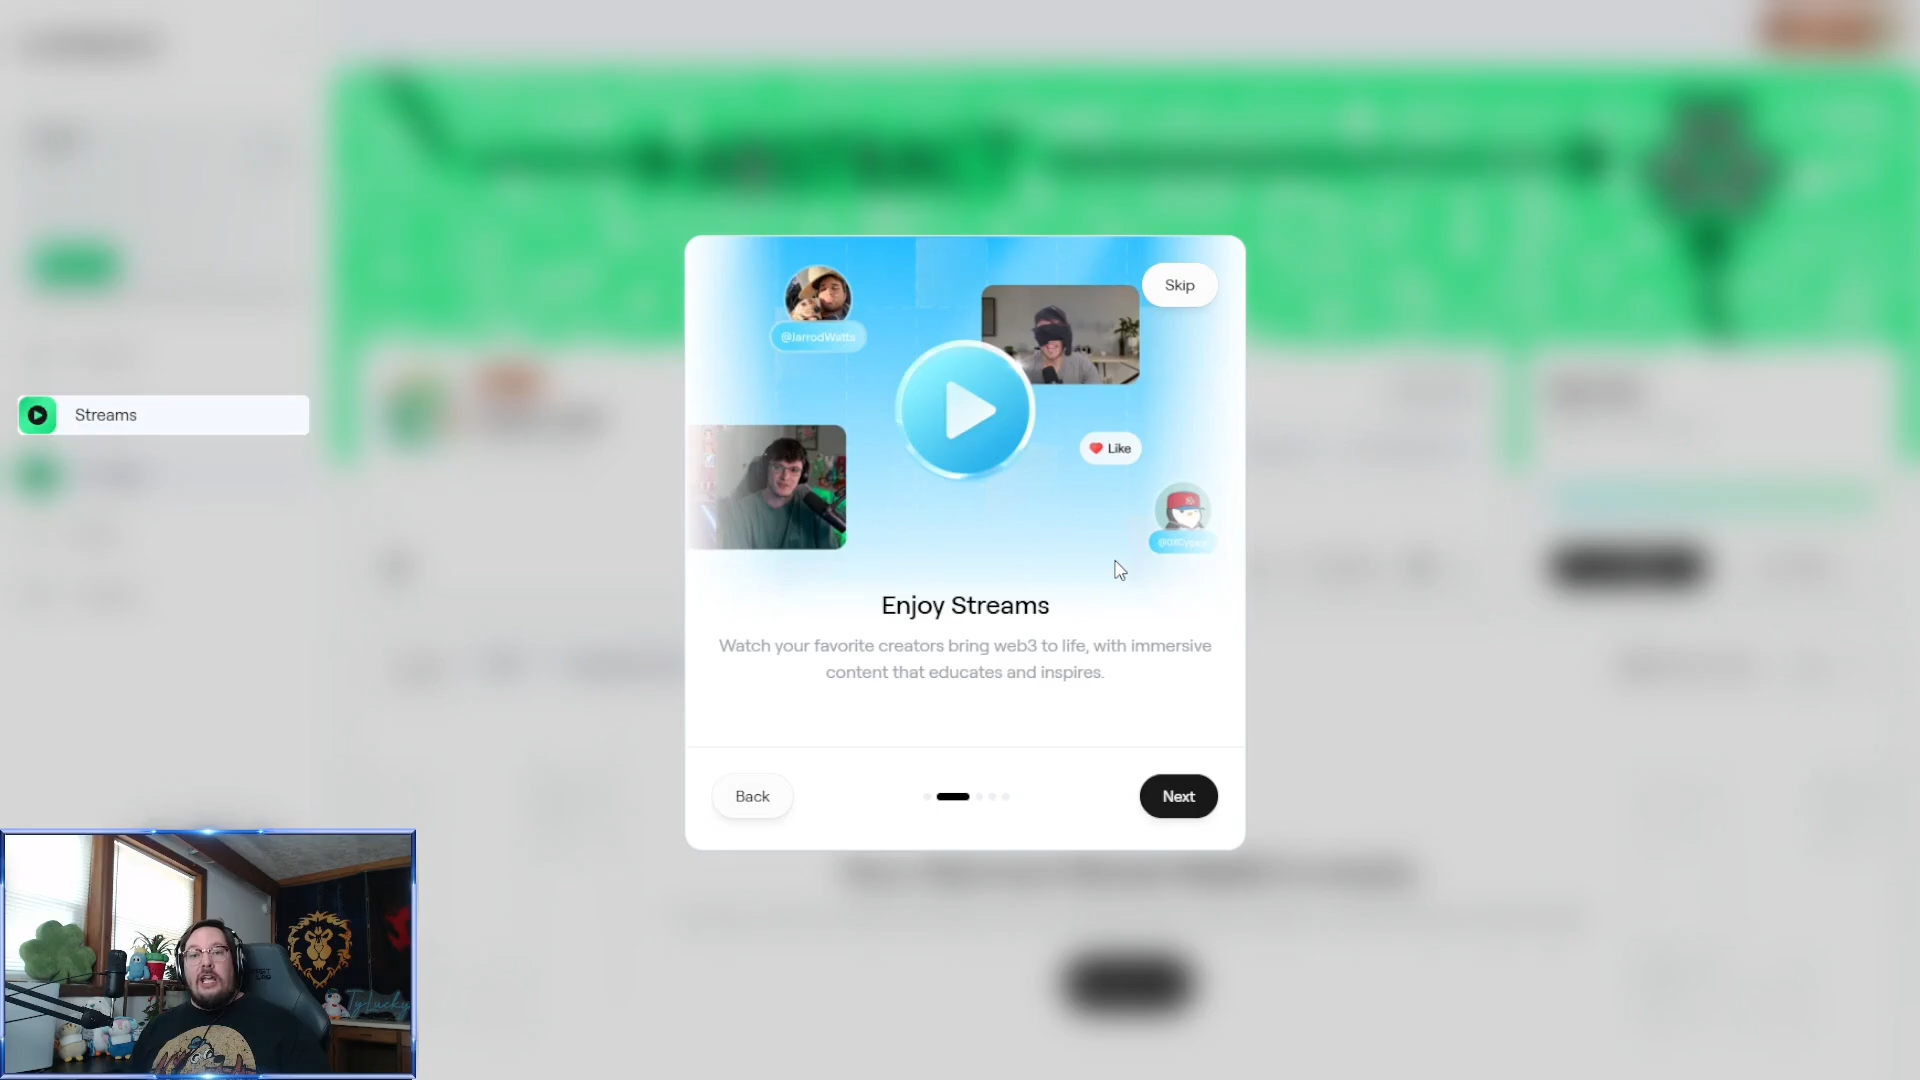 Skip
@JarrodWatts
Streams
Like
Enjoy Streams
Watch your favorite creators bring web3 to life, with immersive
content that educates and inspires.
Back
Next
TyLucky